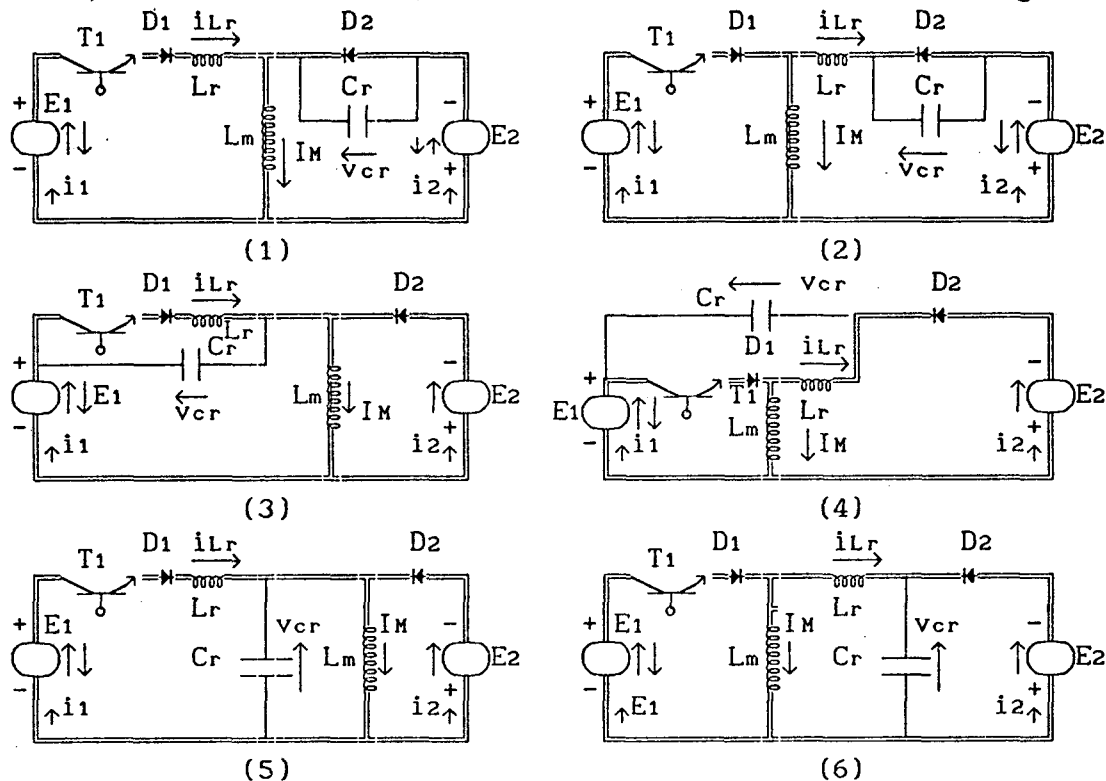 T1 D1 iLr D2
Cr
Lr
+ E1 Lm IM vcr - E2
- i1 i2 +
(1)
T1 D1 iLr D2
Lr Cr
+ E1 Lm IM vcr - E2
- i1 i2 +
(2)
T1 D1 iLr D2
Lr
Cr
+ E1 vcr Lm IM - E2
- i1 i2 +
(3)
Cr vcr D2
D1 iLr
+ E1 T1 Lr - E2
- i1 Lm IM i2 +
(4)
T1 D1 iLr D2
Lr
+ E1 Cr vcr Lm IM - E2
- i1 i2 +
(5)
T1 D1 iLr D2
Lr
+ E1 Lm IM Cr vcr - E2
- E1 i2 +
(6)